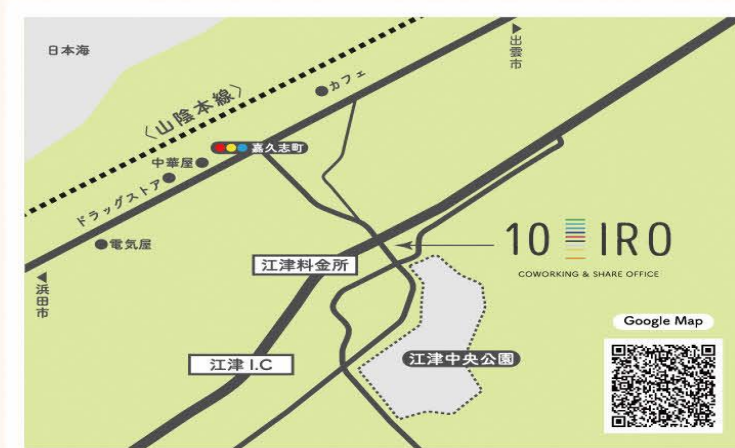 日本海
▶出雲市
カフェ
〈山陰本線〉
嘉久志町
中華屋
ドラッグストア
電気屋
◀浜田市
江津料金所
10 IRO
COWORKING & SHARE OFFICE
Google Map
江津 I.C
江津中央公園